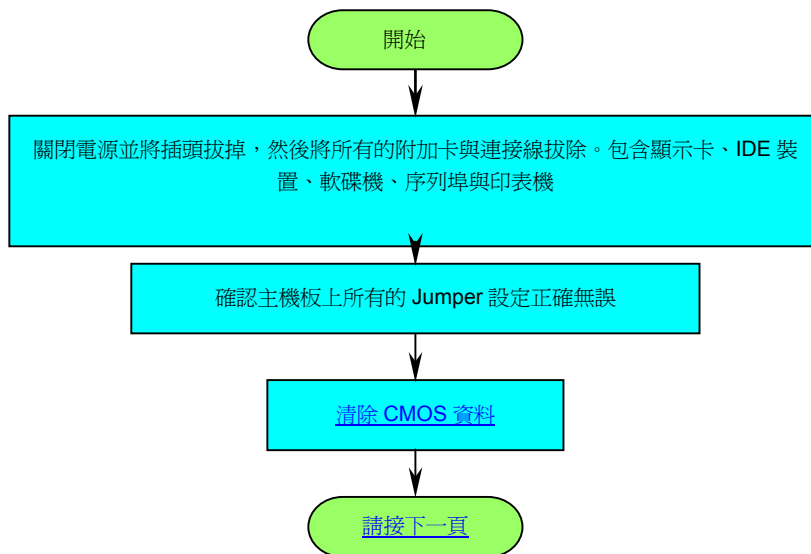 開始
關閉電源並將插頭拔掉，然後將所有的附加卡與連接線拔除。包含顯示卡、IDE 裝
置、軟碟機、序列埠與印表機
確認主機板上所有的 Jumper 設定正確無誤
清除 CMOS 資料
請接下一頁